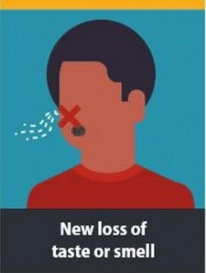 New loss of
taste or smell